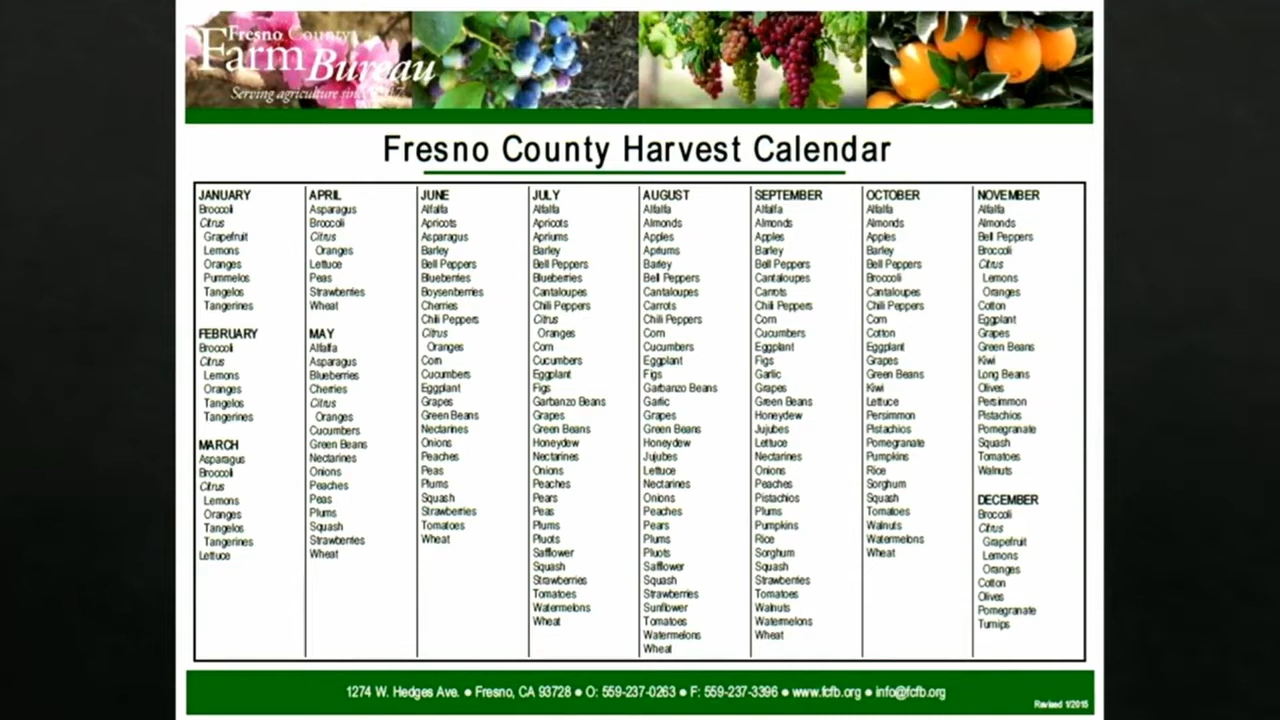 Fresno County
Farm Bureau
Serving agriculture since
Fresno County Harvest Calendar
JANUARY
Broccoli
Citrus
Grapefruit
Lemons
Oranges
Pummelos
Tangelos
Tangerines
FEBRUARY
Broccoli
Citrus
Lemons
Oranges
Tangelos
Tangerines
MARCH
Asparagus
Broccoli
Citrus
Lemons
Oranges
Tangelos
Tangerines
Lettuce
APRIL
Asparagus
Broccoli
Citrus
Oranges
Lettuce
Peas
Strawberries
Wheat
MAY
Alfalfa
Asparagus
Blueberries
Cherries
Citrus
Oranges
Cucumbers
Green Beans
Nectarines
Onions
Peaches
Peas
Plums
Squash
Strawberries
Wheat
JUNE
Alfalfa
Apricots
Asparagus
Barley
Bell Peppers
Blueberries
Boysenberries
Cherries
Chili Peppers
Citrus
Oranges
Corn
Cucumbers
Eggplant
Grapes
Green Beans
Nectarines
Onions
Peaches
Peas
Plums
Squash
Strawberries
Tomatoes
Wheat
JULY
Alfalfa
Apricots
Apriums
Barley
Bell Peppers
Blueberries
Cantaloupes
Chili Peppers
Citrus
Oranges
Corn
Cucumbers
Eggplant
Figs
Garbanzo Beans
Grapes
Green Beans
Honeydew
Nectarines
Onions
Peaches
Pears
Peas
Plums
Pluots
Safflower
Squash
Strawberries
Tomatoes
Watermelons
Wheat
AUGUST
Alfalfa
Almonds
Apples
Apriums
Barley
Bell Peppers
Cantaloupes
Carrots
Chili Peppers
Corn
Cucumbers
Eggplant
Figs
Garbanzo Beans
Garlic
Grapes
Green Beans
Honeydew
Jujubes
Lettuce
Nectarines
Onions
Peaches
Pears
Plums
Pluots
Safflower
Squash
Strawberries
Sunflower
Tomatoes
Watermelons
Wheat
SEPTEMBER
Alfalfa
Almonds
Apples
Barley
Bell Peppers
Cantaloupes
Carrots
Chili Peppers
Corn
Cucumbers
Eggplant
Figs
Garlic
Grapes
Green Beans
Honeydew
Jujubes
Lettuce
Nectarines
Onions
Peaches
Pistachios
Plums
Pumpkins
Rice
Sorghum
Squash
Strawberries
Tomatoes
Walnuts
Watermelons
Wheat
OCTOBER
Alfalfa
Almonds
Apples
Barley
Bell Peppers
Broccoli
Cantaloupes
Chili Peppers
Corn
Cotton
Eggplant
Grapes
Green Beans
Kiwi
Lettuce
Persimmon
Pistachios
Pomegranate
Pumpkins
Rice
Sorghum
Squash
Tomatoes
Walnuts
Watermelons
Wheat
NOVEMBER
Alfalfa
Almonds
Bell Peppers
Broccoli
Citrus
Lemons
Oranges
Cotton
Eggplant
Grapes
Green Beans
Kiwi
Long Beans
Olives
Persimmon
Pistachios
Pomegranate
Squash
Tomatoes
Walnuts
DECEMBER
Broccoli
Citrus
Grapefruit
Lemons
Oranges
Cotton
Olives
Pomegranate
Turnips
1274 W. Hedges Ave. ● Fresno, CA 93728 ● O: 559-237-0263 ● F: 559-237-3396 ● www.fcfb.org ● info@fcfb.org
Revised 1/2015